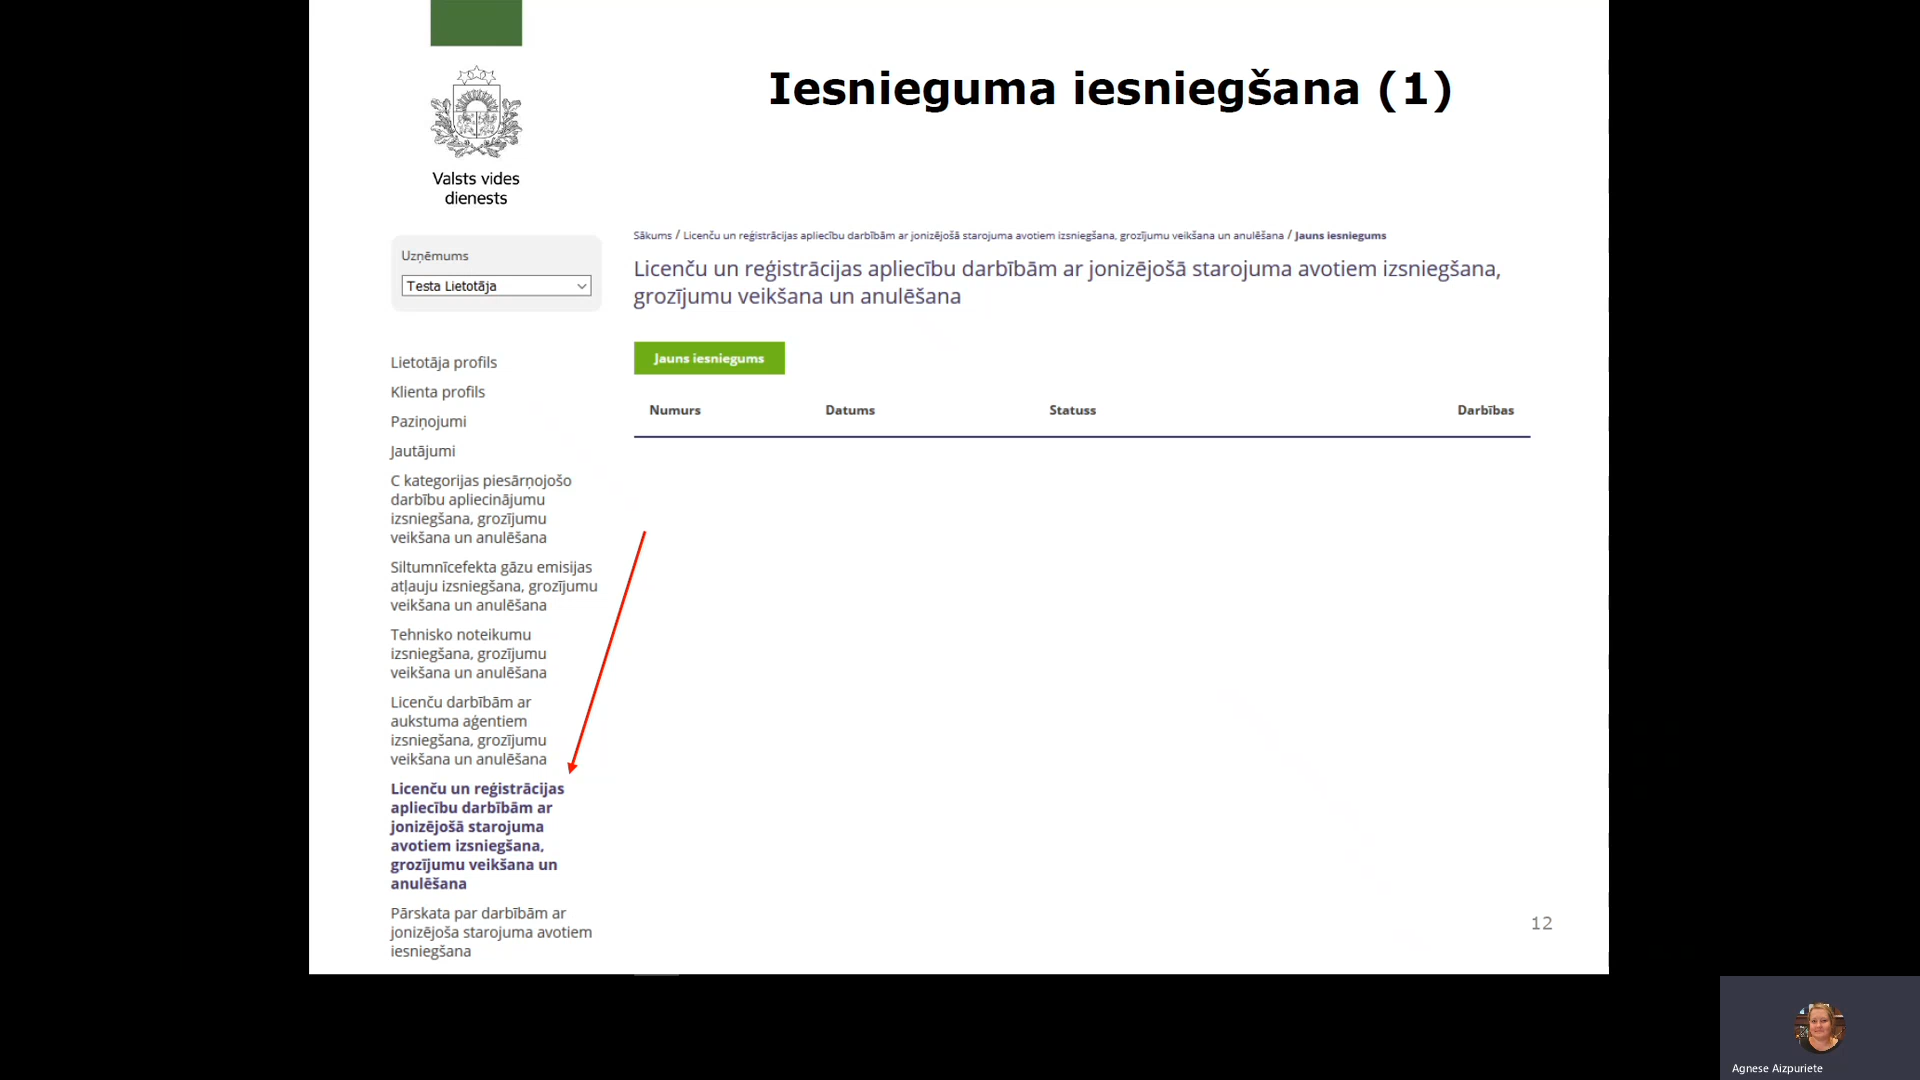 Iesnieguma iesniegšana (1)
Valsts vides
dienests
Uzņēmums
Testa Lietotāja
Lietotāja profils
Klienta profils
Paziņojumi
Jautājumi
C kategorijas piesārņojošo
darbību apliecinājumu
izsniegšana, grozījumu
veikšana un anulēšana
Siltumnīcefekta gāzu emisijas
atļauju izsniegšana, grozījumu
veikšana un anulēšana
Tehnisko noteikumu
izsniegšana, grozījumu
veikšana un anulēšana
Licenču darbībām ar
aukstuma aģentiem
izsniegšana, grozījumu
veikšana un anulēšana
Licenču un reģistrācijas
apliecību darbībām ar
jonizējošā starojuma
avotiem izsniegšana,
grozījumu veikšana un
anulēšana
Pārskata par darbībām ar
jonizējoša starojuma avotiem
iesniegšana
Sākums / Licenču un reģistrācijas apliecību darbībām ar jonizējošā starojuma avotiem izsniegšana, grozījumu veikšana un anulēšana / Jauns iesniegums
Licenču un reģistrācijas apliecību darbībām ar jonizējošā starojuma avotiem izsniegšana,
grozījumu veikšana un anulēšana
Jauns iesniegums
Numurs Datums Statuss Darbības
12
Agnese Aizpuriete